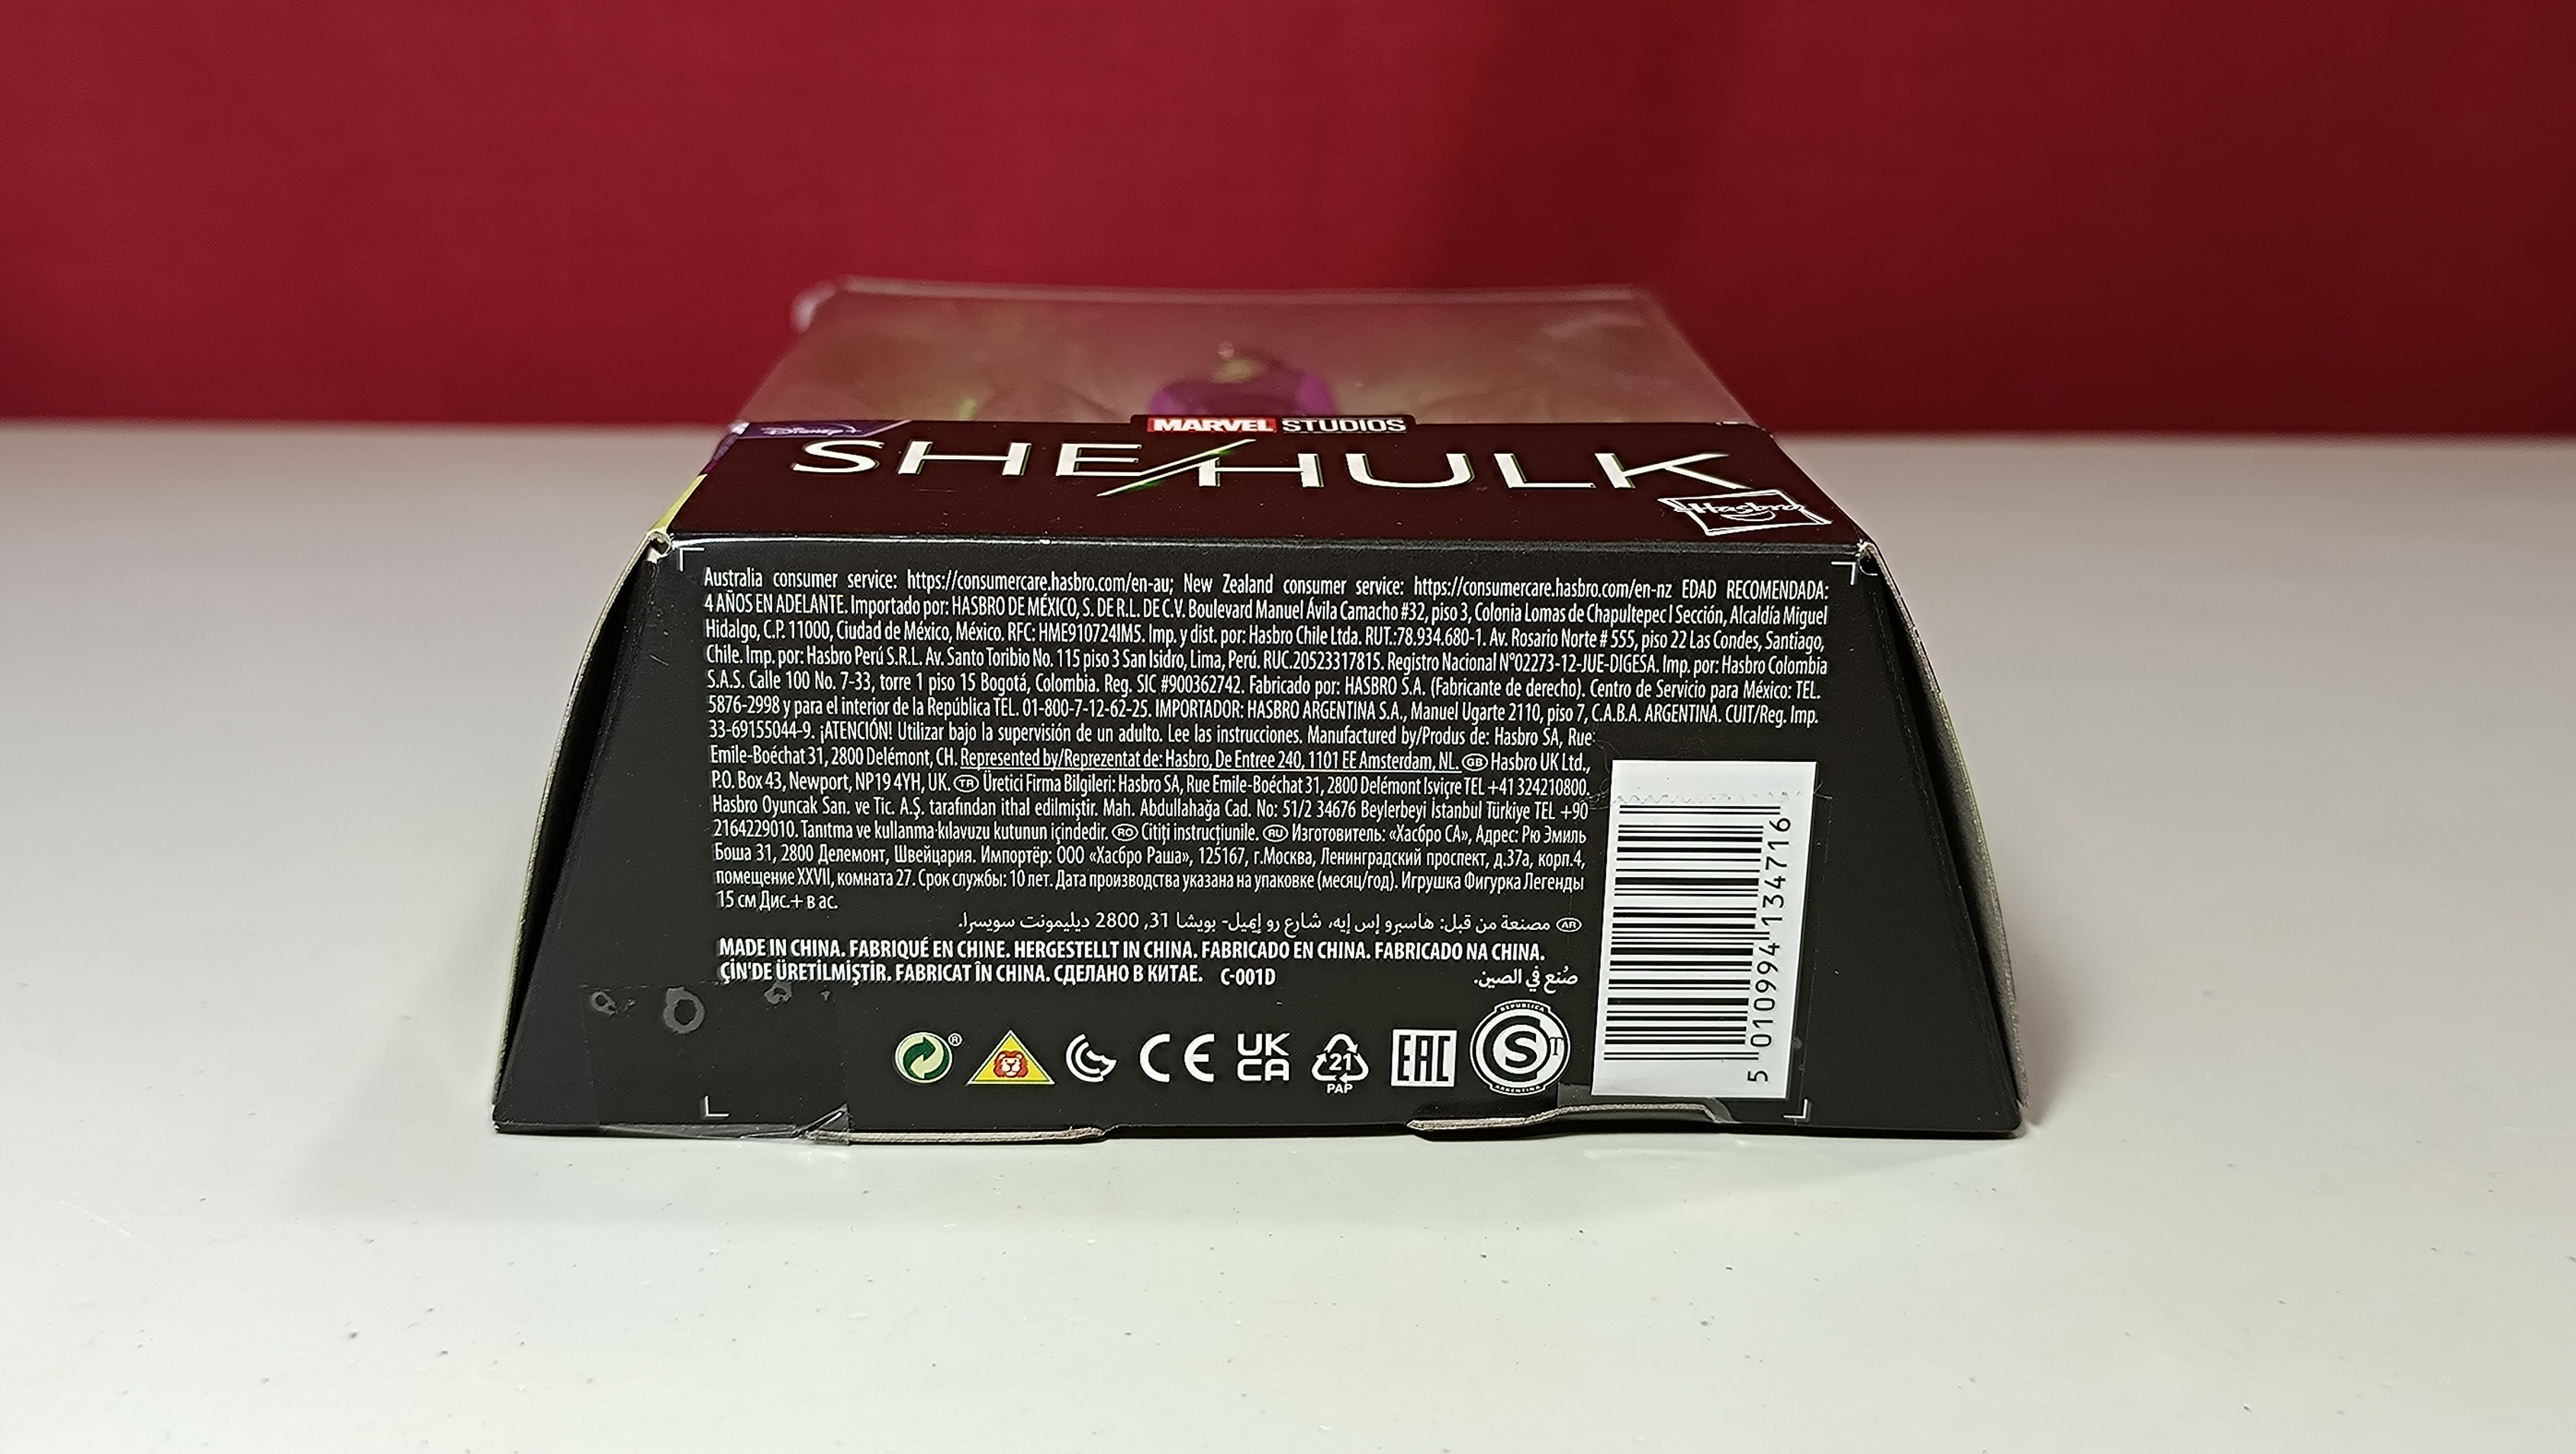 Disney+
MARVEL STUDIOS
SHE/HULK
Hasbro
Australia consumer service: https://consumercare.hasbro.com/en-au; New Zealand consumer service: https://consumercare.hasbro.com/en-nz EDAD RECOMENDADA:
4 AÑOS EN ADELANTE. Importado por: HASBRO DE MÉXICO, S. DE R.L. DE C.V. Boulevard Manuel Ávila Camacho #32, piso 3, Colonia Lomas de Chapultepec I Sección, Alcaldía Miguel
Hidalgo, C.P. 11000, Ciudad de México, México. RFC: HME910724IM5. Imp. y dist. por: Hasbro Chile Ltda. RUT.:78.934.680-1. Av. Rosario Norte # 555, piso 22 Las Condes, Santiago,
Chile. Imp. por: Hasbro Perú S.R.L. Av. Santo Toribio No. 115 piso 3 San Isidro, Lima, Perú. RUC.20523317815. Registro Nacional N°02273-12-JUE-DIGESA. Imp. por: Hasbro Colombia
S.A.S. Calle 100 No. 7-33, torre 1 piso 15 Bogotá, Colombia. Reg. SIC #900362742. Fabricado por: HASBRO S.A. (Fabricante de derecho). Centro de Servicio para México: TEL.
5876-2998 y para el interior de la República TEL. 01-800-7-12-62-25. IMPORTADOR: HASBRO ARGENTINA S.A., Manuel Ugarte 2110, piso 7, C.A.B.A. ARGENTINA. CUIT/Reg. Imp.
33-69155044-9. ¡ATENCIÓN! Utilizar bajo la supervisión de un adulto. Lee las instrucciones. Manufactured by/Produs de: Hasbro SA, Rue
Emile-Boéchat 31, 2800 Delémont, CH. Represented by/Reprezentat de: Hasbro, De Entree 240, 1101 EE Amsterdam, NL. GB Hasbro UK Ltd.,
P.O. Box 43, Newport, NP19 4YH, UK. TR Üretici Firma Bilgileri: Hasbro SA, Rue Emile-Boéchat 31, 2800 Delémont İsviçre TEL +41 324210800.
Hasbro Oyuncak San. ve Tic. A.Ş. tarafından ithal edilmiştir. Mah. Abdullahağa Cad. No: 51/2 34676 Beylerbeyi İstanbul Türkiye TEL +90
2164229010. Tanıtma ve kullanma kılavuzu kutunun içindedir. RO Citiți instrucțiunile. RU Изготовитель: «Хасбро СА», Адрес: Рю Эмиль
Боша 31, 2800 Делемонт, Швейцария. Импортёр: ООО «Хасбро Раша», 125167, г.Москва, Ленинградский проспект, д.37а, корп.4,
помещение XXVII, комната 27. Срок службы: 10 лет. Дата производства указана на упаковке (месяц/год). Игрушка Фигурка Легенды
15 см Дис.+ в ас.
AR مصنعة من قبل: هاسبرو إس إيه، شارع رو إميل- بويشا 31, 2800 ديليمونت سويسرا.
MADE IN CHINA. FABRIQUÉ EN CHINE. HERGESTELLT IN CHINA. FABRICADO EN CHINA. FABRICADO NA CHINA.
ÇİN'DE ÜRETİLMİŞTİR. FABRICAT ÎN CHINA. СДЕЛАНО В КИТАЕ. C-001D صُنع في الصين.
CE UK CA 21 PAP EAC REPUBLICA S T ARGENTINA
5 010994 134716